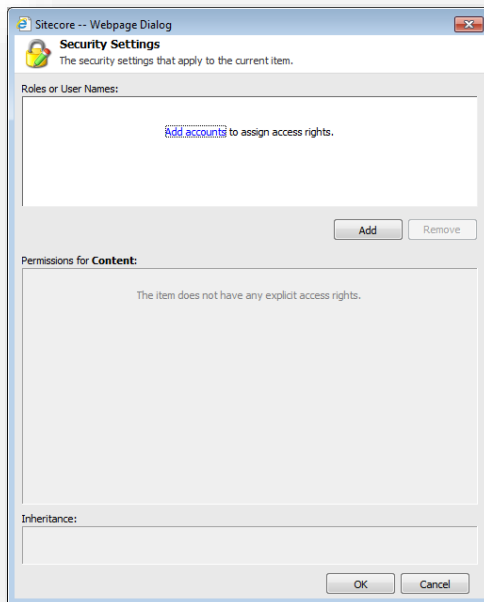 Sitecore -- Webpage Dialog
Security Settings
The security settings that apply to the current item.
Roles or User Names:
Add accounts to assign access rights.
Add Remove
Permissions for Content:
The item does not have any explicit access rights.
Inheritance:
OK Cancel